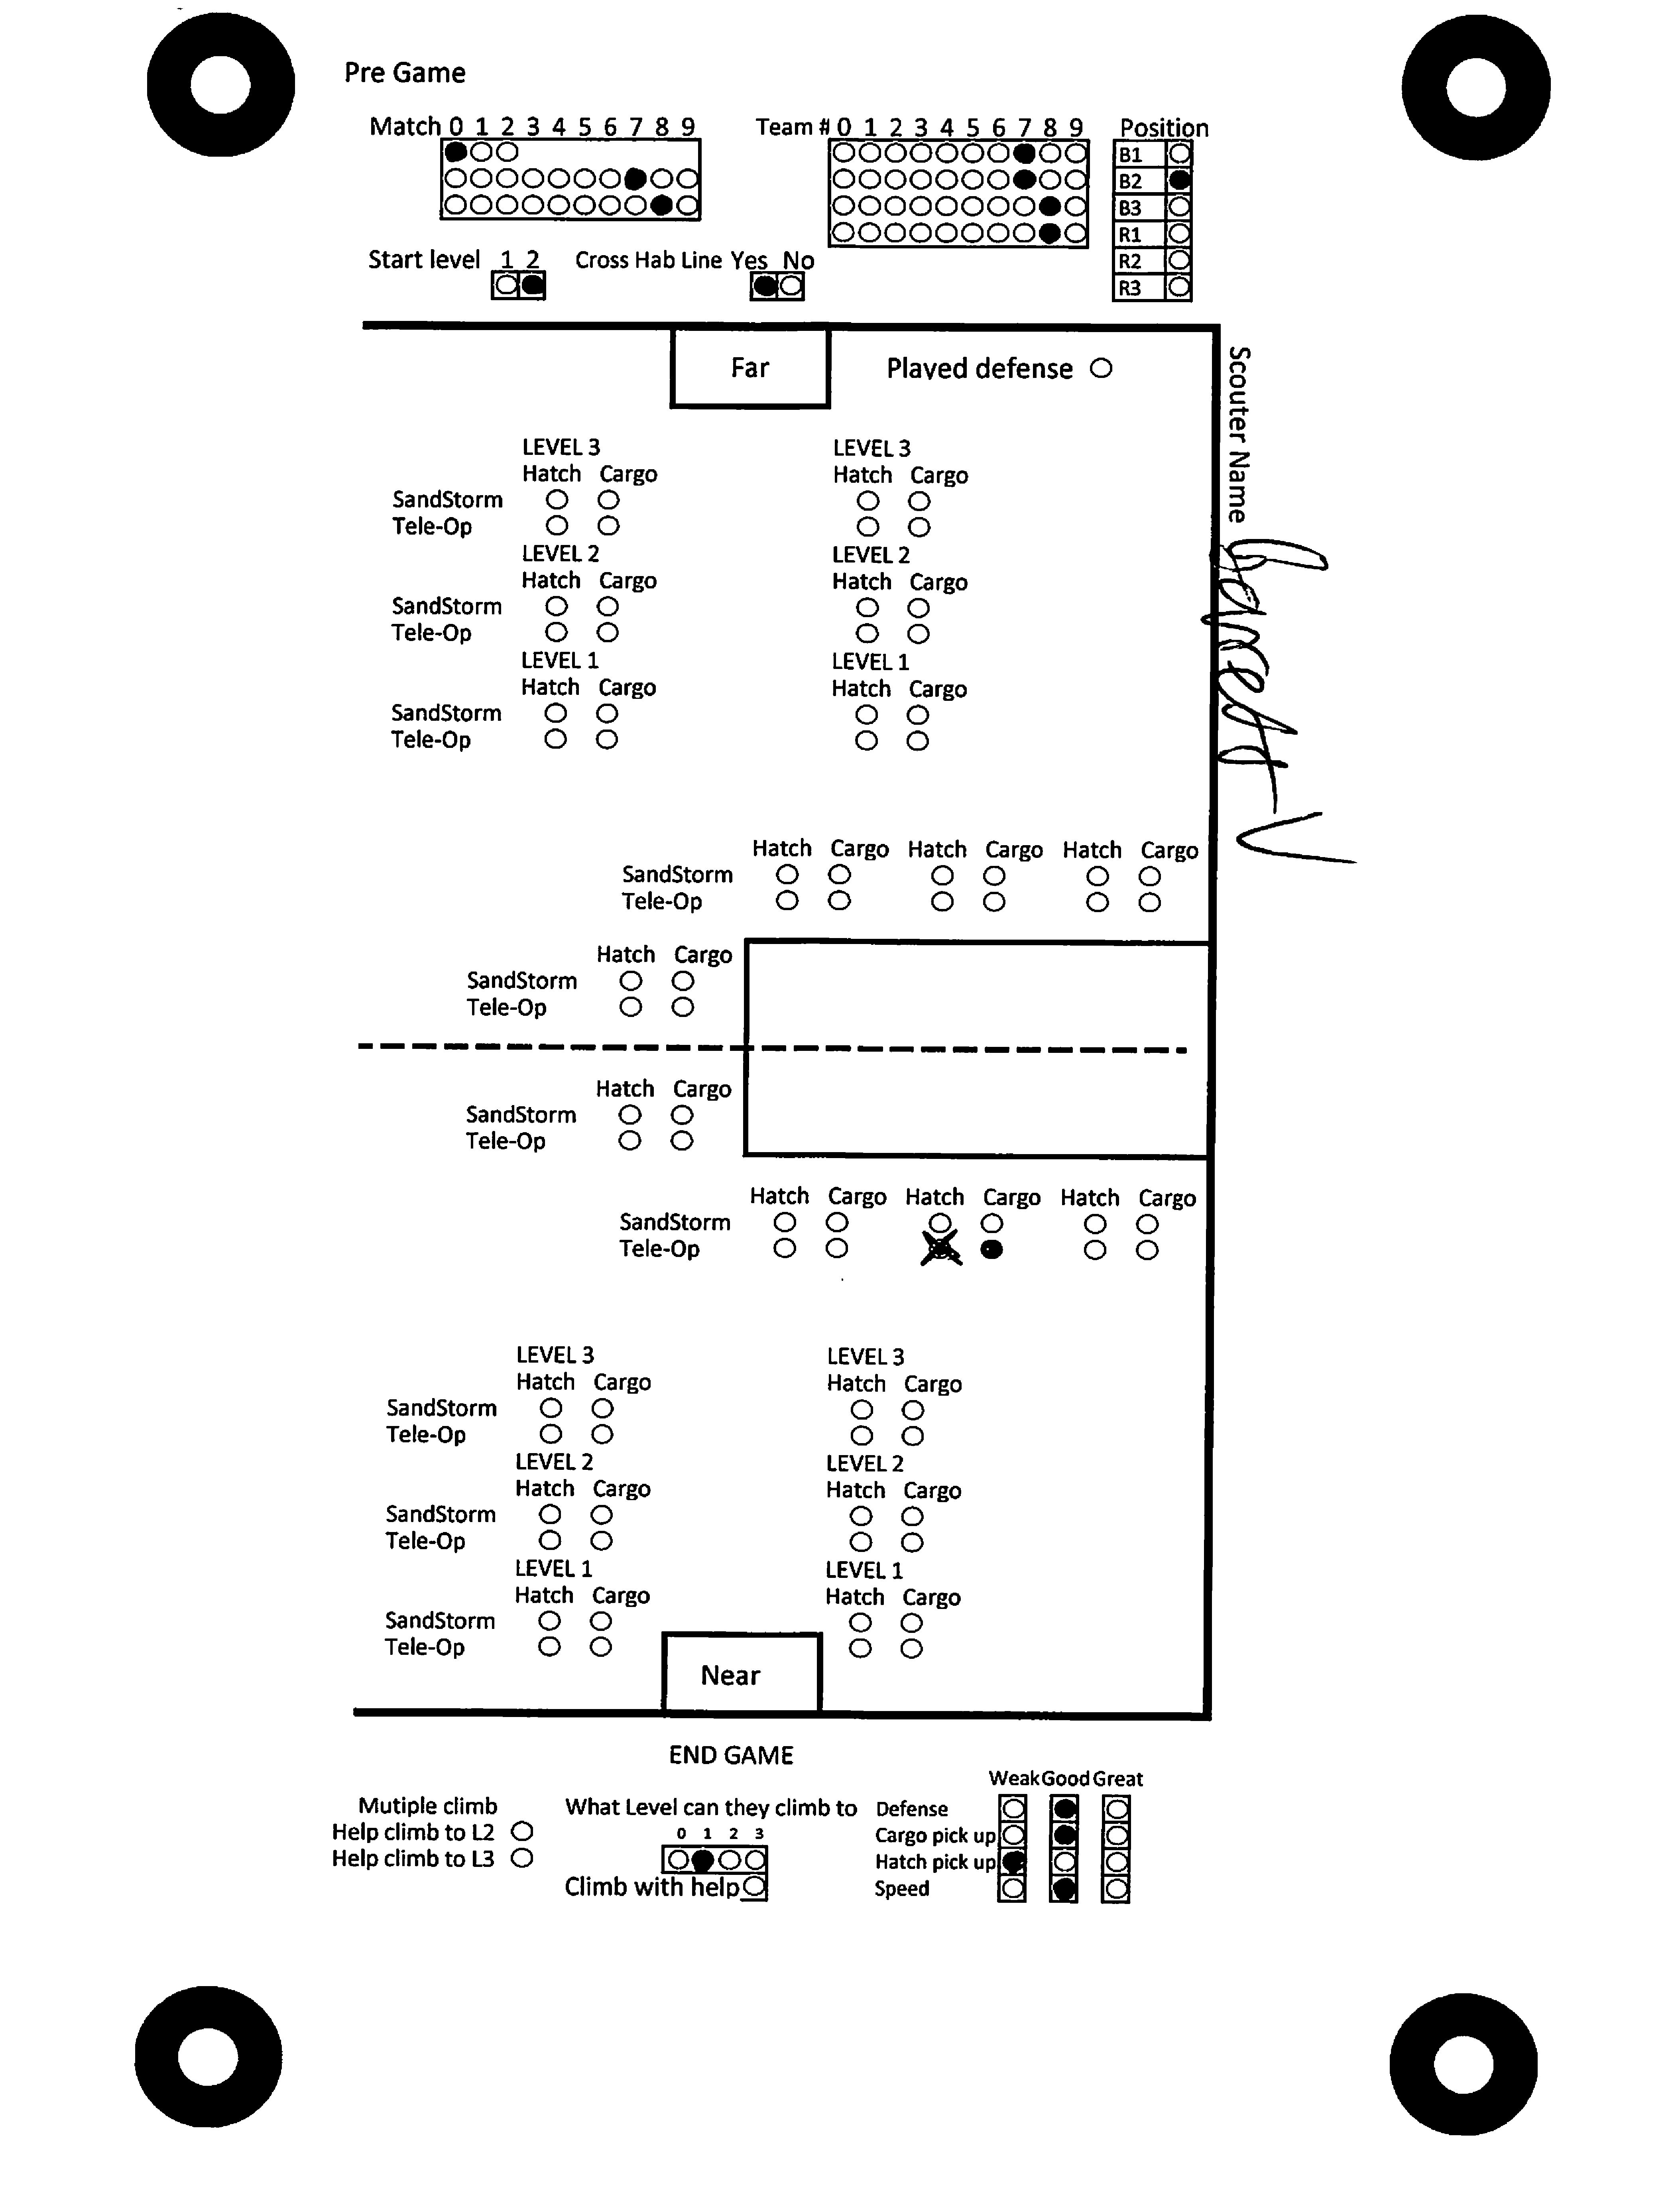 Pre Game
Match 0 1 2 3 4 5 6 7 8 9
Team # 0 1 2 3 4 5 6 7 8 9
Position
B1
B2
B3
R1
R2
R3
Start level 1 2
Cross Hab Line Yes No
Far
Played defense
Scouter Name
LEVEL 3 LEVEL 3
Hatch Cargo Hatch Cargo
SandStorm
Tele-Op
LEVEL 2 LEVEL 2
Hatch Cargo Hatch Cargo
SandStorm
Tele-Op
LEVEL 1 LEVEL 1
Hatch Cargo Hatch Cargo
SandStorm
Tele-Op
Hatch Cargo Hatch Cargo Hatch Cargo
SandStorm
Tele-Op
Hatch Cargo
SandStorm
Tele-Op
Hatch Cargo
SandStorm
Tele-Op
Hatch Cargo Hatch Cargo Hatch Cargo
SandStorm
Tele-Op
LEVEL 3 LEVEL 3
Hatch Cargo Hatch Cargo
SandStorm
Tele-Op
LEVEL 2 LEVEL 2
Hatch Cargo Hatch Cargo
SandStorm
Tele-Op
LEVEL 1 LEVEL 1
Hatch Cargo Hatch Cargo
SandStorm
Tele-Op
Near
END GAME
Mutiple climb
Help climb to L2
Help climb to L3
What Level can they climb to
0 1 2 3
Climb with help
Weak Good Great
Defense
Cargo pick up
Hatch pick up
Speed